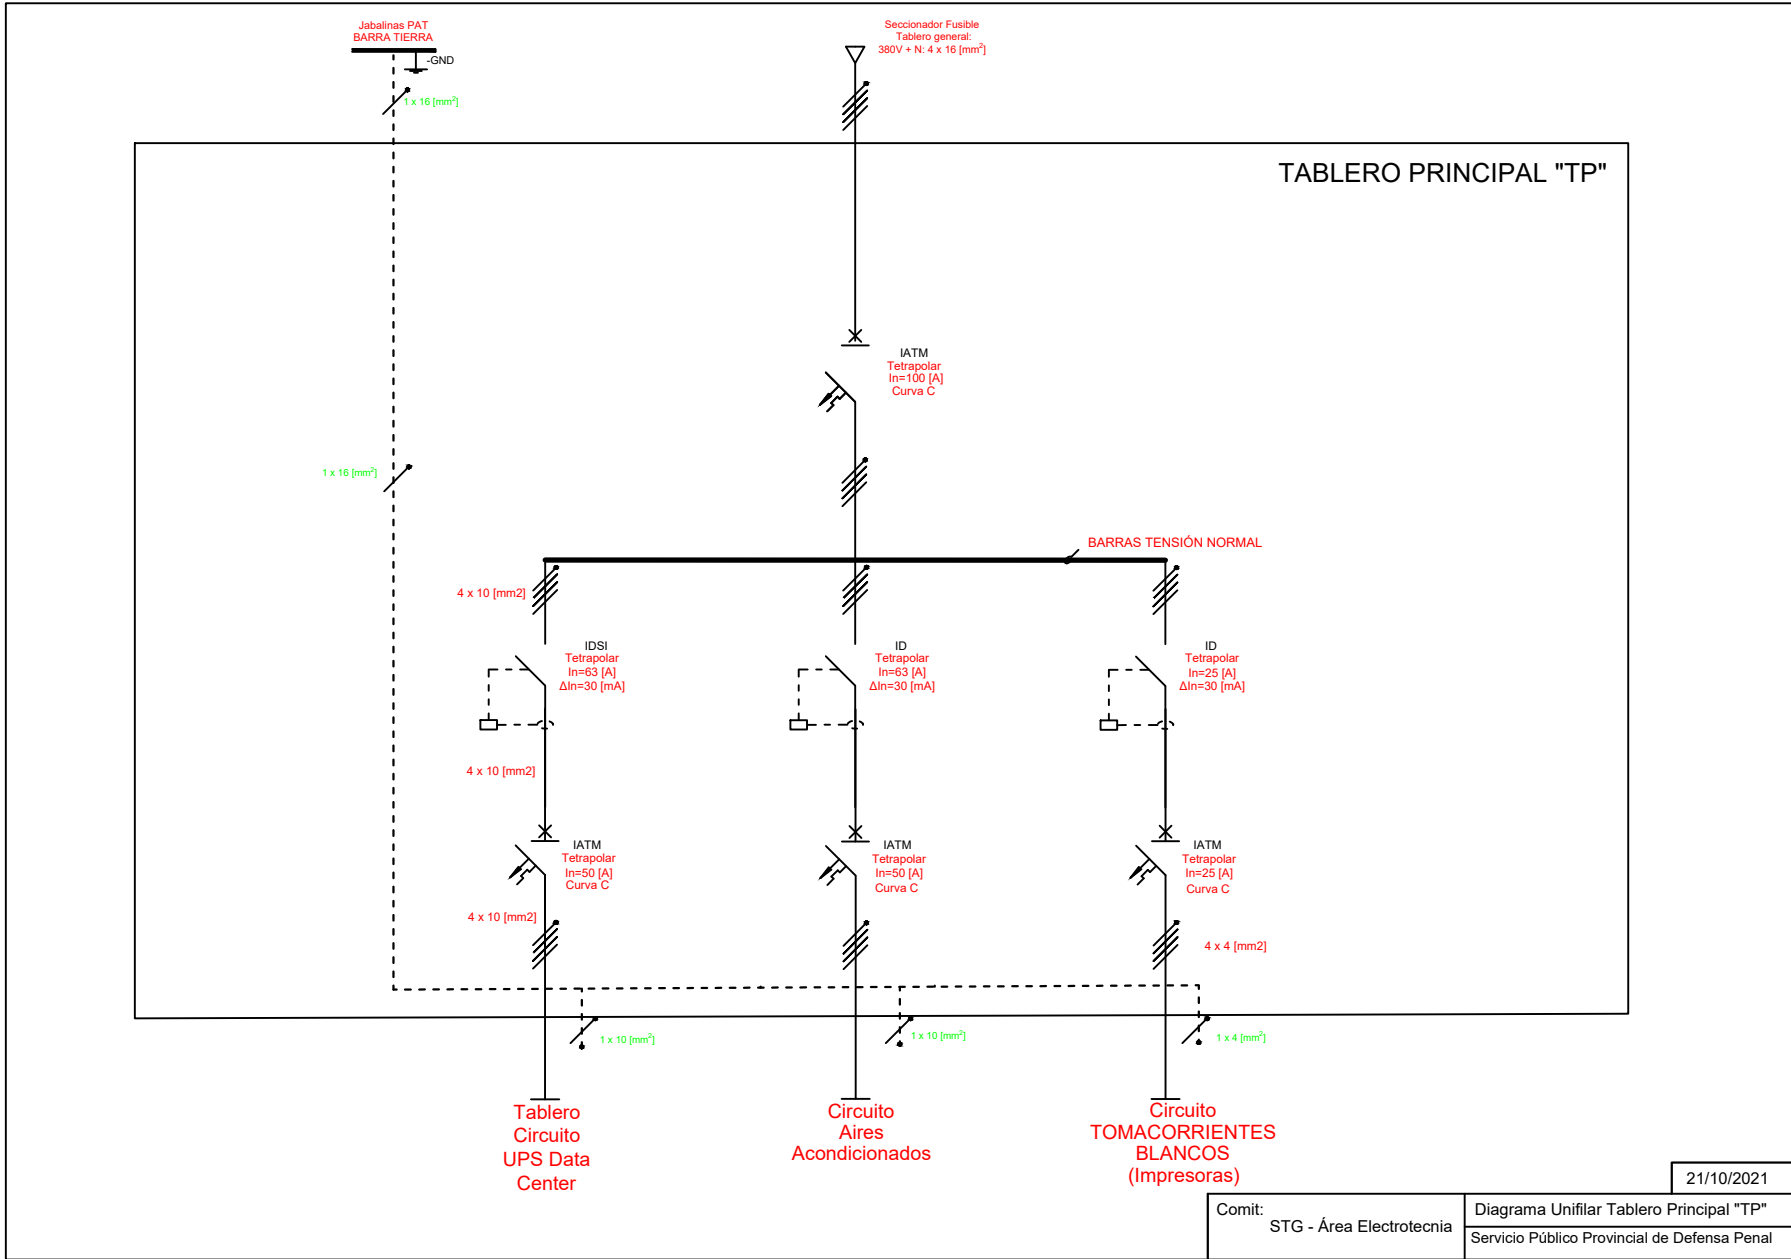 Jabalinas PAT
BARRA TIERRA
-GND
1 x 16 [mm²]
Seccionador Fusible
Tablero general:
380V + N: 4 x 16 [mm²]
TABLERO PRINCIPAL "TP"
IATM
Tetrapolar
In=100 [A]
Curva C
1 x 16 [mm²]
BARRAS TENSIÓN NORMAL
4 x 10 [mm2]
IDSI
Tetrapolar
In=63 [A]
ΔIn=30 [mA]
ID
Tetrapolar
In=63 [A]
ΔIn=30 [mA]
ID
Tetrapolar
In=25 [A]
ΔIn=30 [mA]
4 x 10 [mm2]
IATM
Tetrapolar
In=50 [A]
Curva C
IATM
Tetrapolar
In=50 [A]
Curva C
IATM
Tetrapolar
In=25 [A]
Curva C
4 x 10 [mm2]
4 x 4 [mm2]
1 x 10 [mm²]
1 x 10 [mm²]
1 x 4 [mm²]
Tablero
Circuito
UPS Data
Center
Circuito
Aires
Acondicionados
Circuito
TOMACORRIENTES
BLANCOS
(Impresoras)
21/10/2021
Comit:
STG - Área Electrotecnia
Diagrama Unifilar Tablero Principal "TP"
Servicio Público Provincial de Defensa Penal